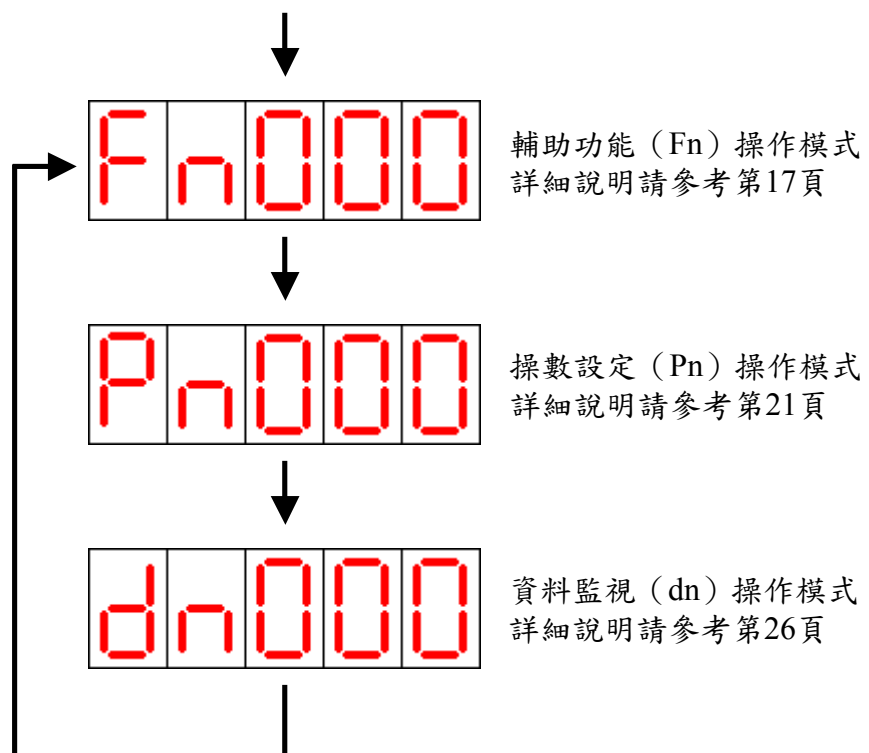 Fn000
輔助功能（Fn）操作模式
詳細說明請參考第17頁
Pn000
操數設定（Pn）操作模式
詳細說明請參考第21頁
dn000
資料監視（dn）操作模式
詳細說明請參考第26頁